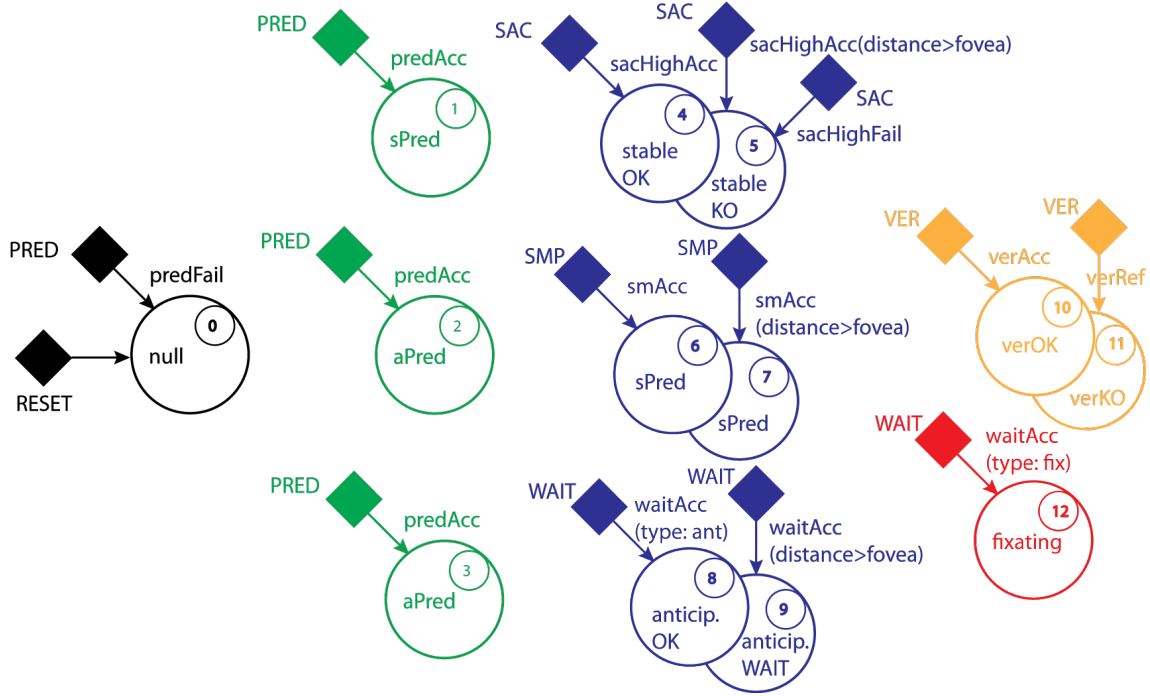 PRED
predAcc
1
sPred
SAC
sacHighAcc
SAC
sacHighAcc(distance>fovea)
SAC
sacHighFail
4
stable
OK
5
stable
KO
PRED
predFail
0
null
RESET
PRED
predAcc
2
aPred
SMP
smAcc
SMP
smAcc
(distance>fovea)
6
sPred
7
sPred
VER
verAcc
VER
verRef
10
verOK
11
verKO
PRED
predAcc
3
aPred
WAIT
waitAcc
(type: ant)
WAIT
waitAcc
(distance>fovea)
8
anticip.
OK
9
anticip.
WAIT
WAIT
waitAcc
(type: fix)
12
fixating